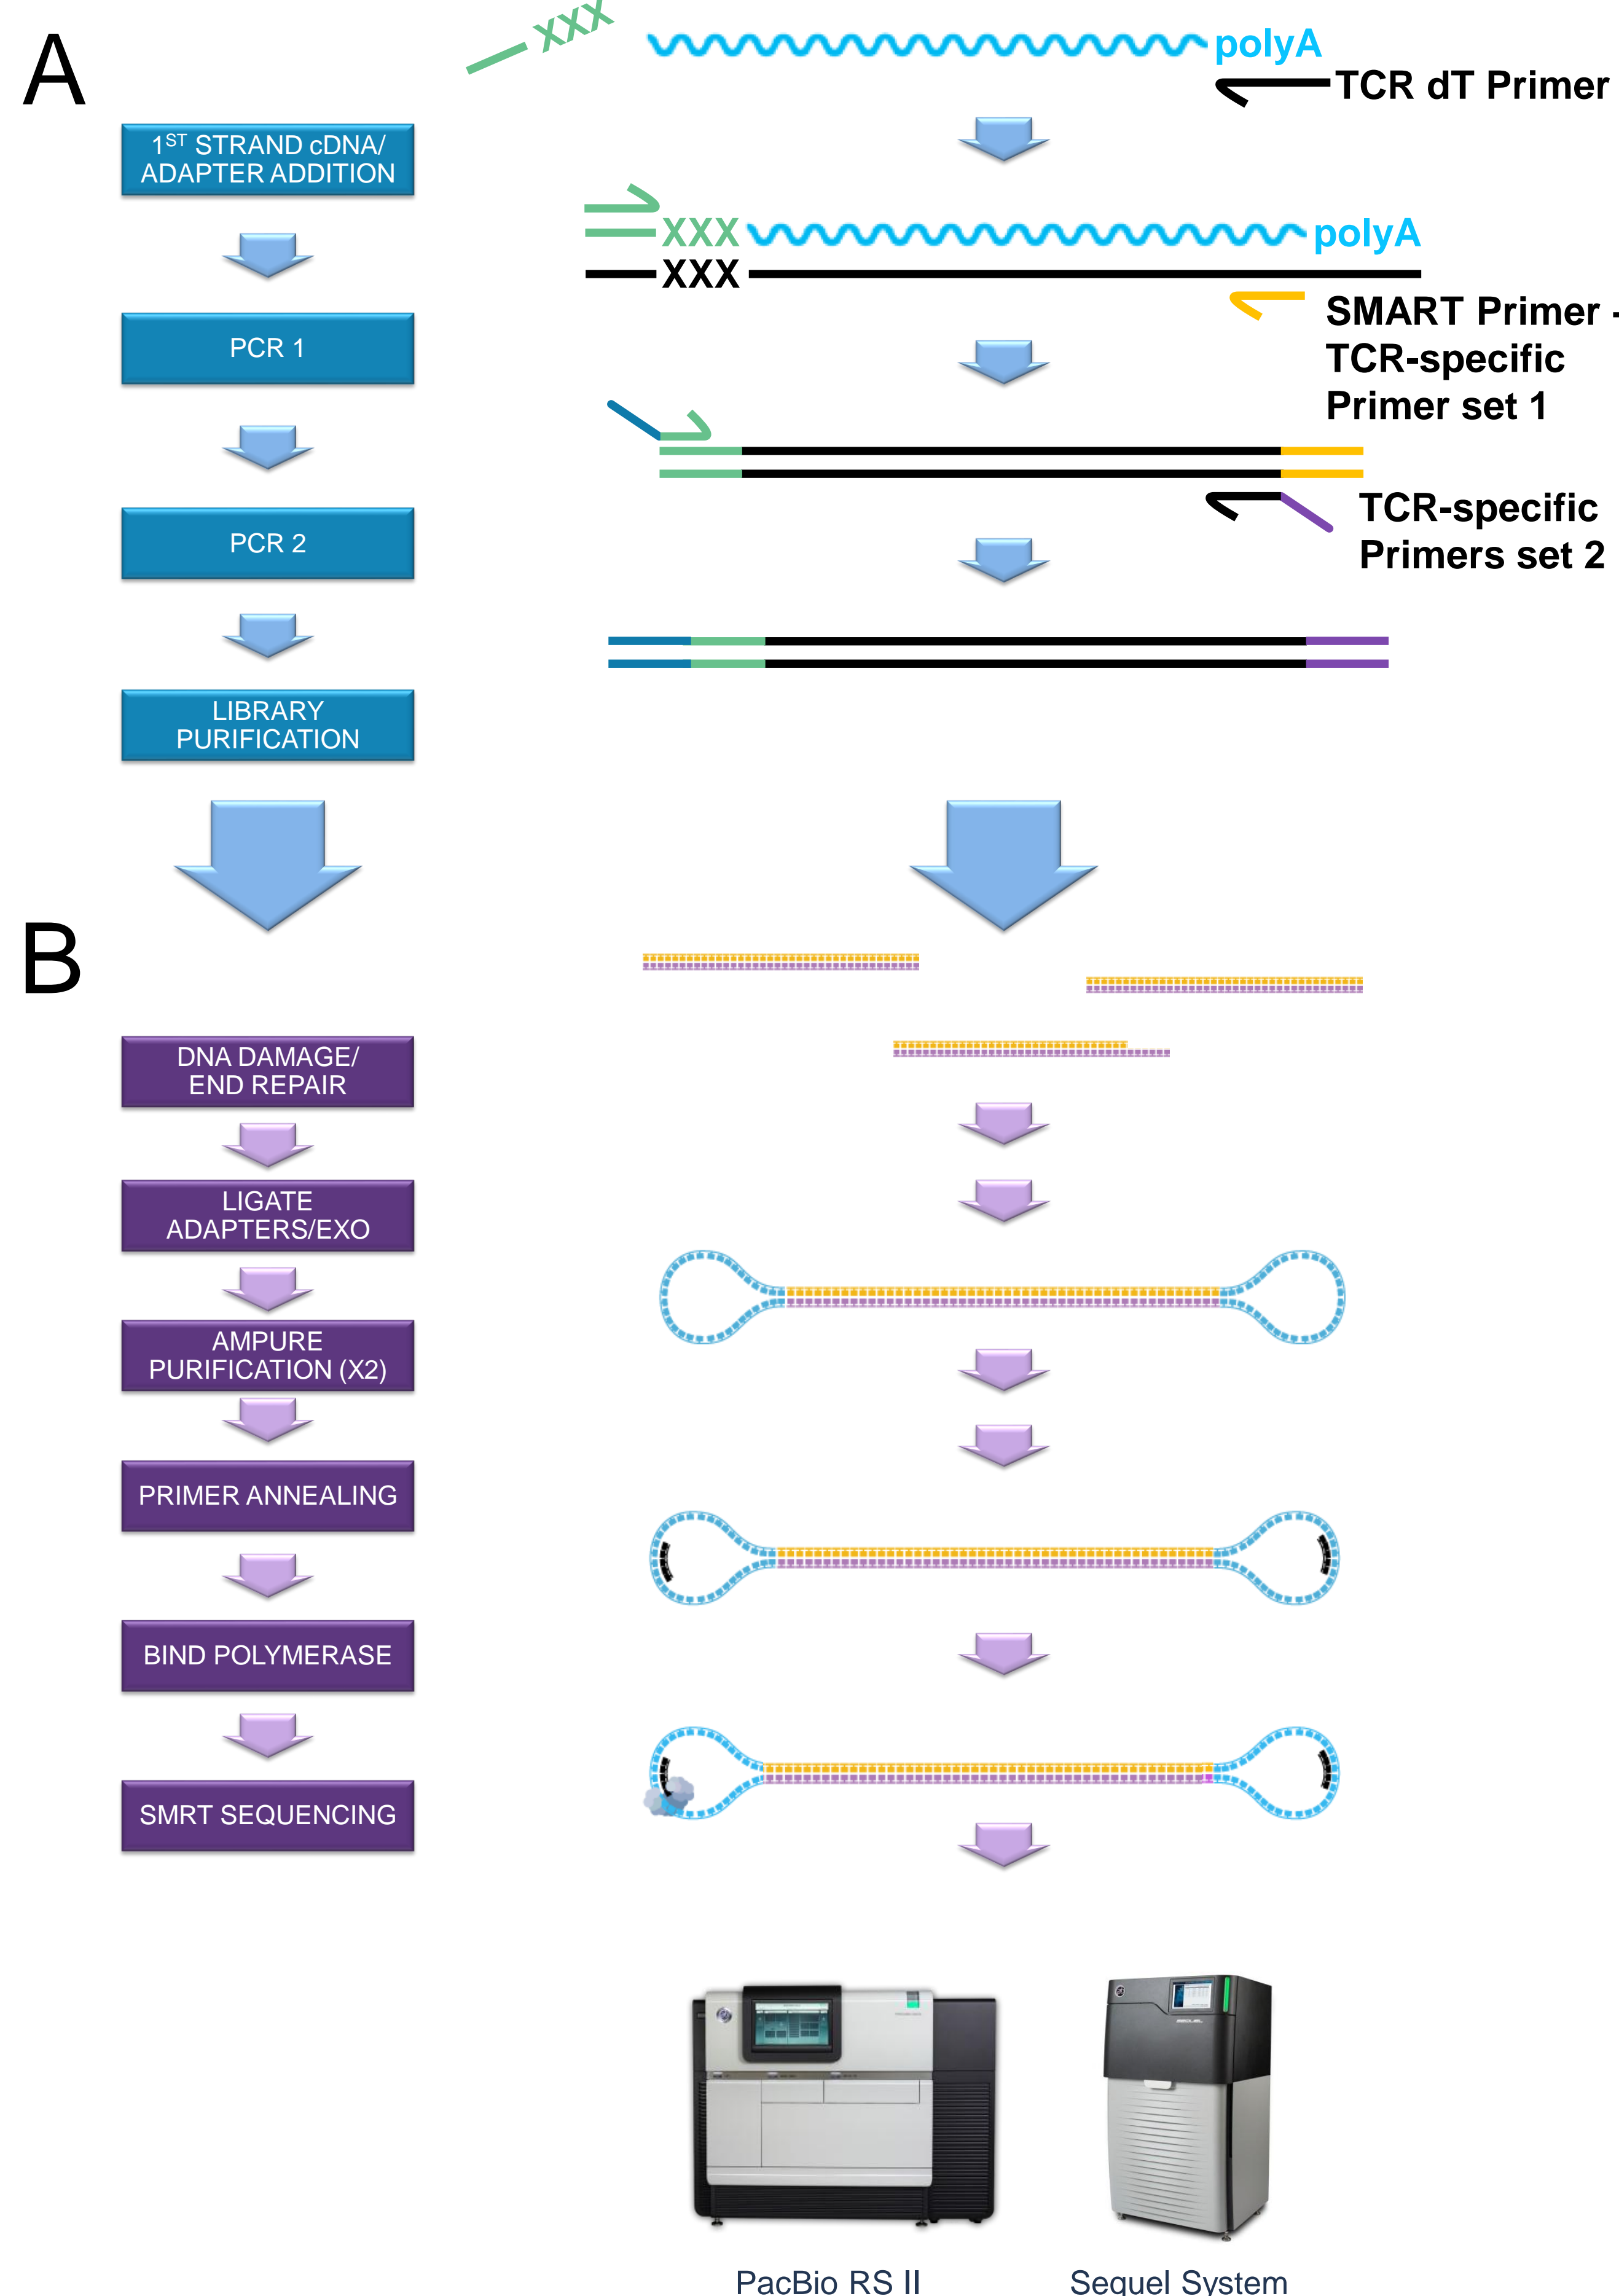 A
XXX
polyA
TCR dT Primer
1ST STRAND cDNA/
ADAPTER ADDITION
XXX
polyA
XXX
SMART Primer -
TCR-specific
Primer set 1
PCR 1
TCR-specific
Primers set 2
PCR 2
LIBRARY
PURIFICATION
B
DNA DAMAGE/
END REPAIR
LIGATE
ADAPTERS/EXO
AMPURE
PURIFICATION (X2)
PRIMER ANNEALING
BIND POLYMERASE
SMRT SEQUENCING
SEQUEL
PacBio RS II
Sequel System